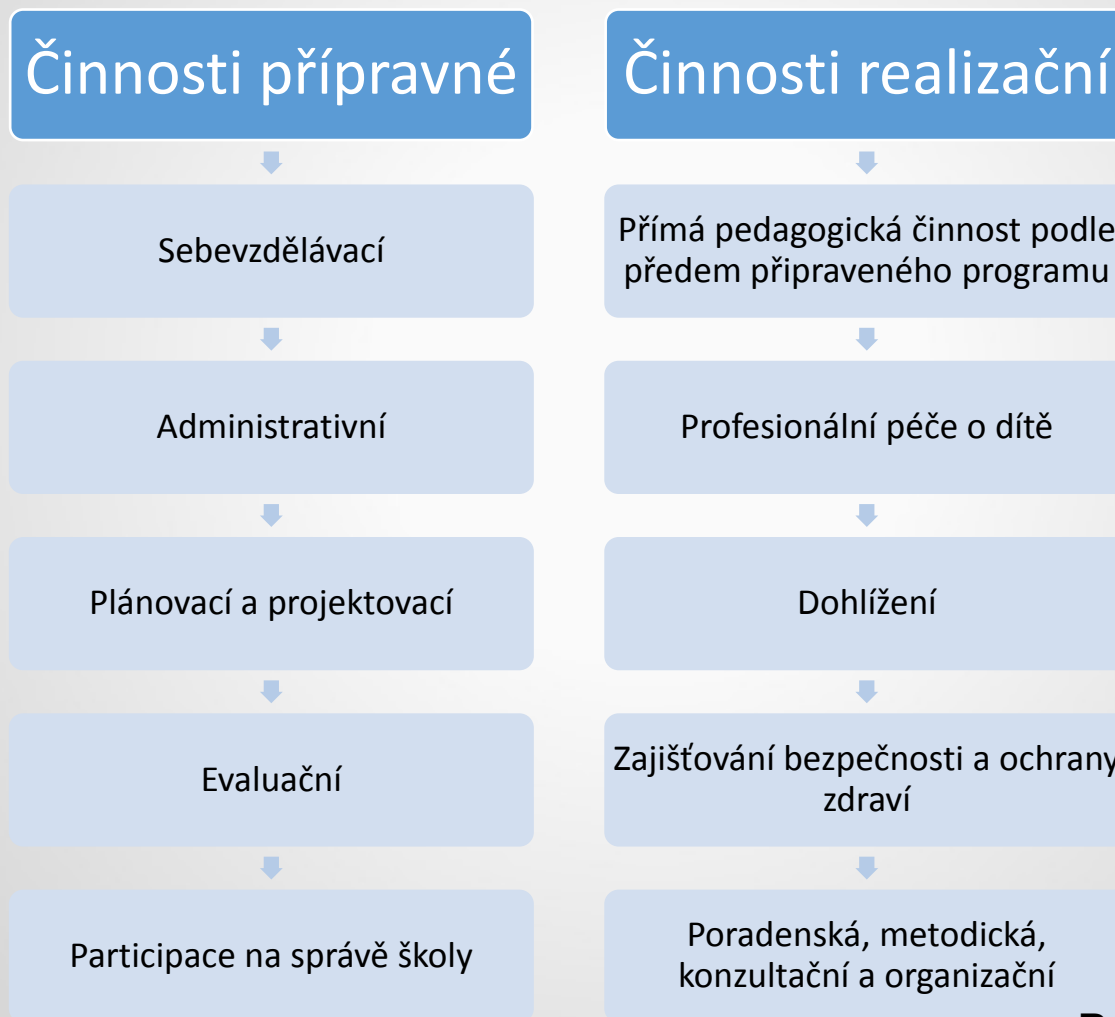 Činnosti přípravné
Sebevzdělávací
Administrativní
Plánovací a projektovací
Evaluační
Participace na správě školy
Činnosti realizační
Přímá pedagogická činnost podle
předem připraveného programu
Profesionální péče o dítě
Dohlížení
Zajišťování bezpečnosti a ochrany
zdraví
Poradenská, metodická,
konzultační a organizační